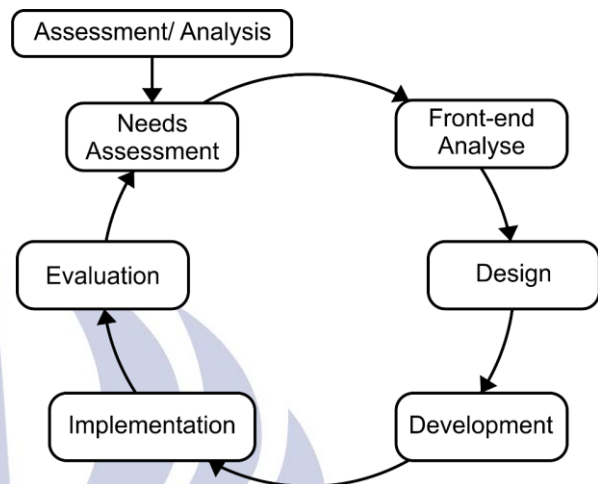 Assessment/ Analysis
Needs
Assessment
Front-end
Analyse
Evaluation
Design
Implementation
Development